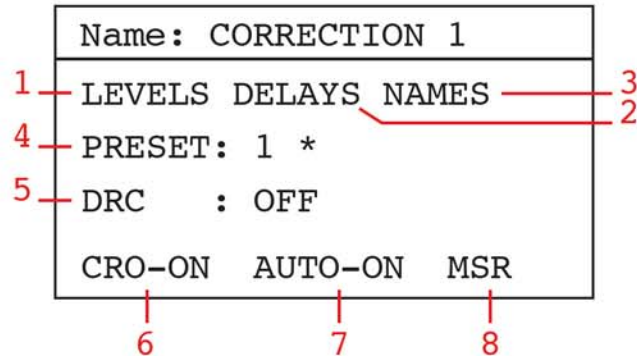 Name: CORRECTION 1
1 LEVELS DELAYS NAMES 3
2
4 PRESET: 1 *
5 DRC : OFF
CRO-ON AUTO-ON MSR
6 7 8